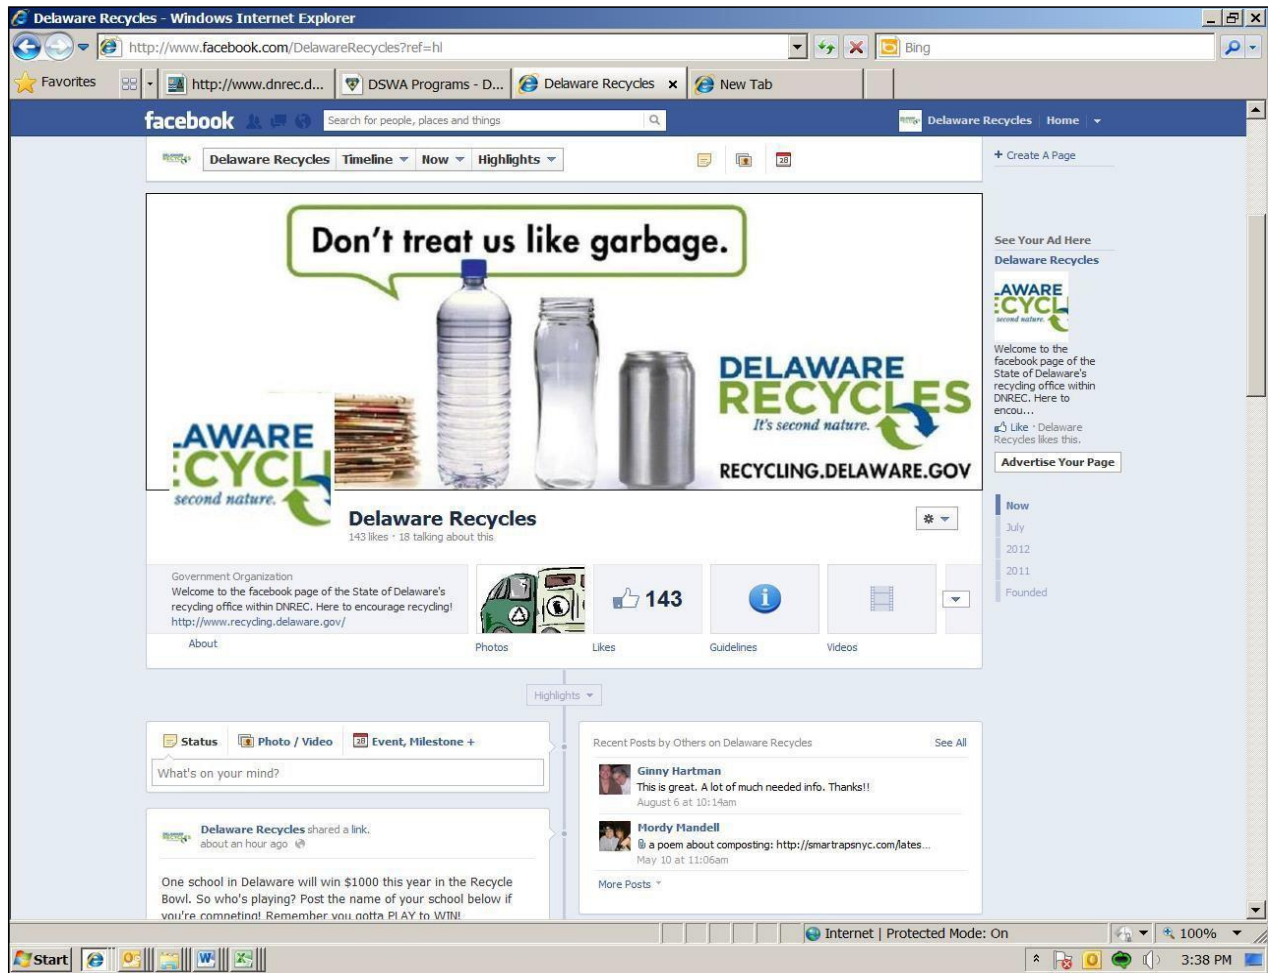 Delaware Recycles - Windows Internet Explorer
http://www.facebook.com/DelawareRecycles?ref=hl
Bing
Favorites
http://www.dnrec.d...
DSWA Programs - D...
Delaware Recycles
New Tab
facebook
Search for people, places and things
Delaware Recycles Home
Delaware Recycles Timeline Now Highlights
28
+ Create A Page
Don't treat us like garbage.
DELAWARE
RECYCLES
It's second nature.
RECYCLING.DELAWARE.GOV
.AWARE
:CYCL
second nature.
See Your Ad Here
Delaware Recycles
.AWARE
:CYCL
second nature.
Welcome to the
facebook page of the
State of Delaware's
recycling office within
DNREC. Here to
encou...
Like · Delaware
Recycles likes this.
Advertise Your Page
Now
July
2012
2011
Founded
Delaware Recycles
143 likes · 18 talking about this
Government Organization
Welcome to the facebook page of the State of Delaware's
recycling office within DNREC. Here to encourage recycling!
http://www.recycling.delaware.gov/
About
Photos
143
Likes
Guidelines
Videos
Highlights
Status Photo / Video 28 Event, Milestone +
What's on your mind?
Delaware Recycles shared a link.
about an hour ago
One school in Delaware will win $1000 this year in the Recycle
Bowl. So who's playing? Post the name of your school below if
you're competing! Remember you gotta PLAY to WIN!
Recent Posts by Others on Delaware Recycles
See All
Ginny Hartman
This is great. A lot of much needed info. Thanks!!
August 6 at 10:14am
Mordy Mandell
a poem about composting: http://smartrapsnyc.com/lates...
May 10 at 11:06am
More Posts
Internet | Protected Mode: On
100%
Start
3:38 PM